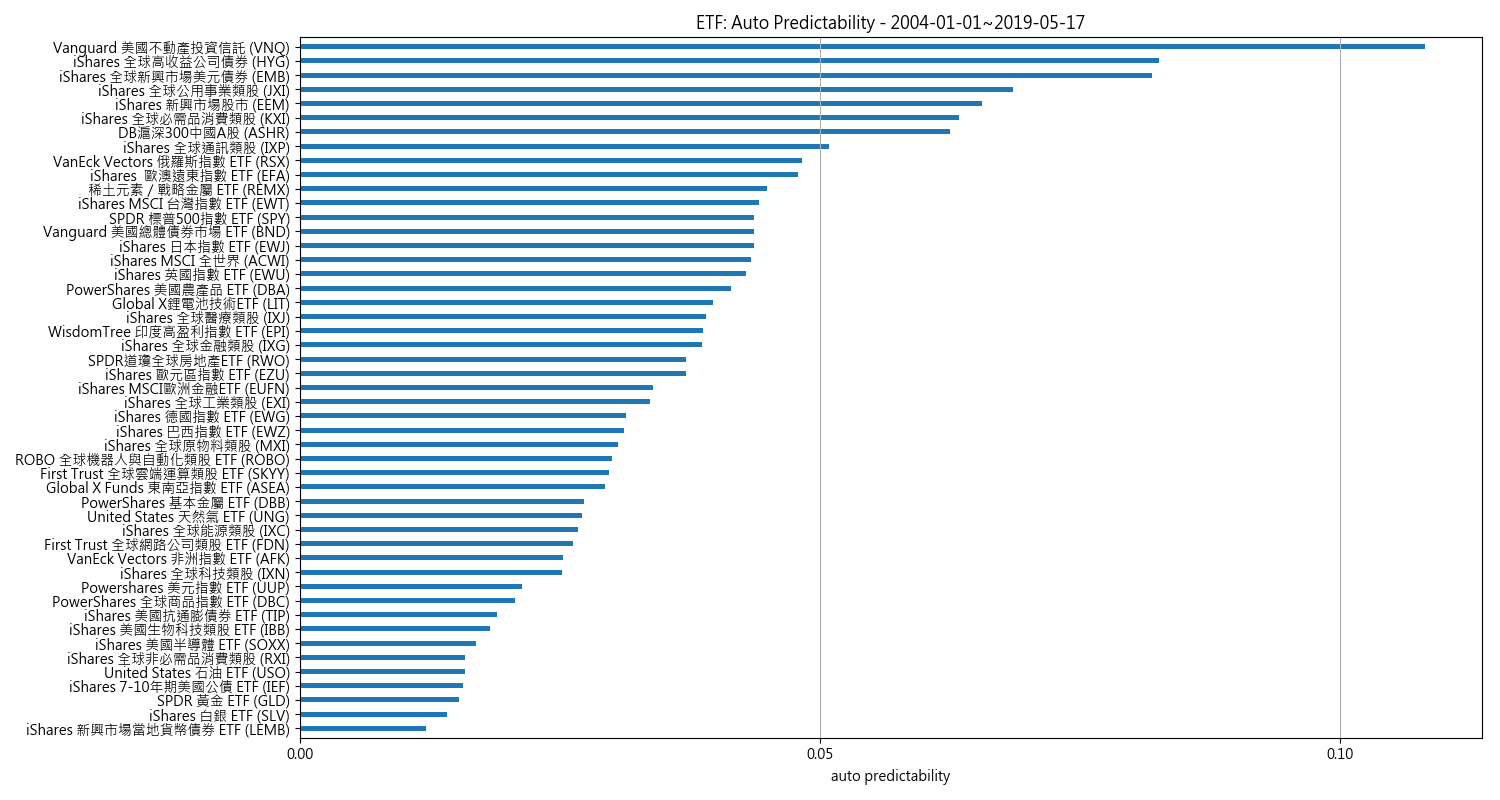 ETF: Auto Predictability - 2004-01-01~2019-05-17
Vanguard 美國不動產投資信託 (VNQ)
iShares 全球高收益公司債券 (HYG)
iShares 全球新興市場美元債券 (EMB)
iShares 全球公用事業類股 (JXI)
iShares 新興市場股市 (EEM)
iShares 全球必需品消費類股 (KXI)
DB滬深300中國A股 (ASHR)
iShares 全球通訊類股 (IXP)
VanEck Vectors 俄羅斯指數 ETF (RSX)
iShares  歐澳遠東指數 ETF (EFA)
稀土元素 / 戰略金屬 ETF (REMX)
iShares MSCI 台灣指數 ETF (EWT)
SPDR 標普500指數 ETF (SPY)
Vanguard 美國總體債券市場 ETF (BND)
iShares 日本指數 ETF (EWJ)
iShares MSCI 全世界 (ACWI)
iShares 英國指數 ETF (EWU)
PowerShares 美國農產品 ETF (DBA)
Global X鋰電池技術ETF (LIT)
iShares 全球醫療類股 (IXJ)
WisdomTree 印度高盈利指數 ETF (EPI)
iShares 全球金融類股 (IXG)
SPDR道瓊全球房地產ETF (RWO)
iShares 歐元區指數 ETF (EZU)
iShares MSCI歐洲金融ETF (EUFN)
iShares 全球工業類股 (EXI)
iShares 德國指數 ETF (EWG)
iShares 巴西指數 ETF (EWZ)
iShares 全球原物料類股 (MXI)
ROBO 全球機器人與自動化類股 ETF (ROBO)
First Trust 全球雲端運算類股 ETF (SKYY)
Global X Funds 東南亞指數 ETF (ASEA)
PowerShares 基本金屬 ETF (DBB)
United States 天然氣 ETF (UNG)
iShares 全球能源類股 (IXC)
First Trust 全球網路公司類股 ETF (FDN)
VanEck Vectors 非洲指數 ETF (AFK)
iShares 全球科技類股 (IXN)
Powershares 美元指數 ETF (UUP)
PowerShares 全球商品指數 ETF (DBC)
iShares 美國抗通膨債券 ETF (TIP)
iShares 美國生物科技類股 ETF (IBB)
iShares 美國半導體 ETF (SOXX)
iShares 全球非必需品消費類股 (RXI)
United States 石油 ETF (USO)
iShares 7-10年期美國公債 ETF (IEF)
SPDR 黃金 ETF (GLD)
iShares 白銀 ETF (SLV)
iShares 新興市場當地貨幣債券 ETF (LEMB)
0.00 0.05 0.10
auto predictability